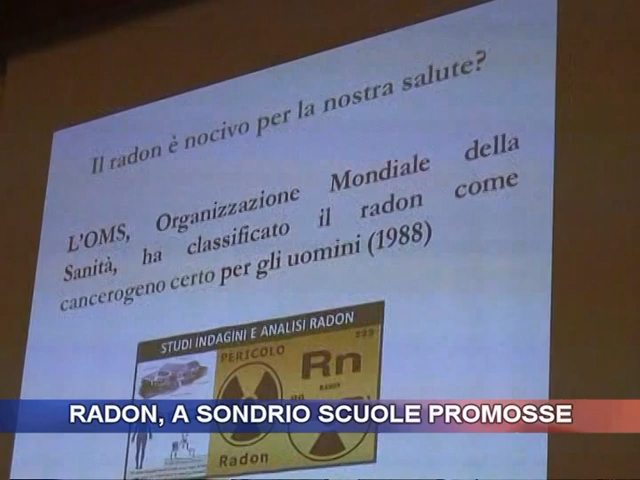 Il radon è nocivo per la nostra salute?
L'OMS, Organizzazione Mondiale della
Sanità, ha classificato il radon come
cancerogeno certo per gli uomini (1988)
STUDI INDAGINI E ANALISI RADON
PERICOLO
Rn
RADON
Radon
RADON, A SONDRIO SCUOLE PROMOSSE